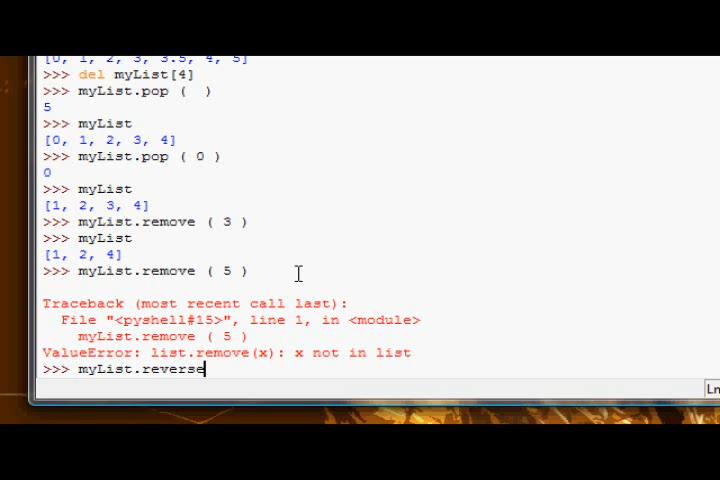 [0, 1, 2, 3, 3.5, 4, 5]
>>> del myList[4]
>>> myList.pop (  )
5
>>> myList
[0, 1, 2, 3, 4]
>>> myList.pop ( 0 )
0
>>> myList
[1, 2, 3, 4]
>>> myList.remove ( 3 )
>>> myList
[1, 2, 4]
>>> myList.remove ( 5 )
Traceback (most recent call last):
  File "<pyshell#15>", line 1, in <module>
    myList.remove ( 5 )
ValueError: list.remove(x): x not in list
>>> myList.reverse
Ln